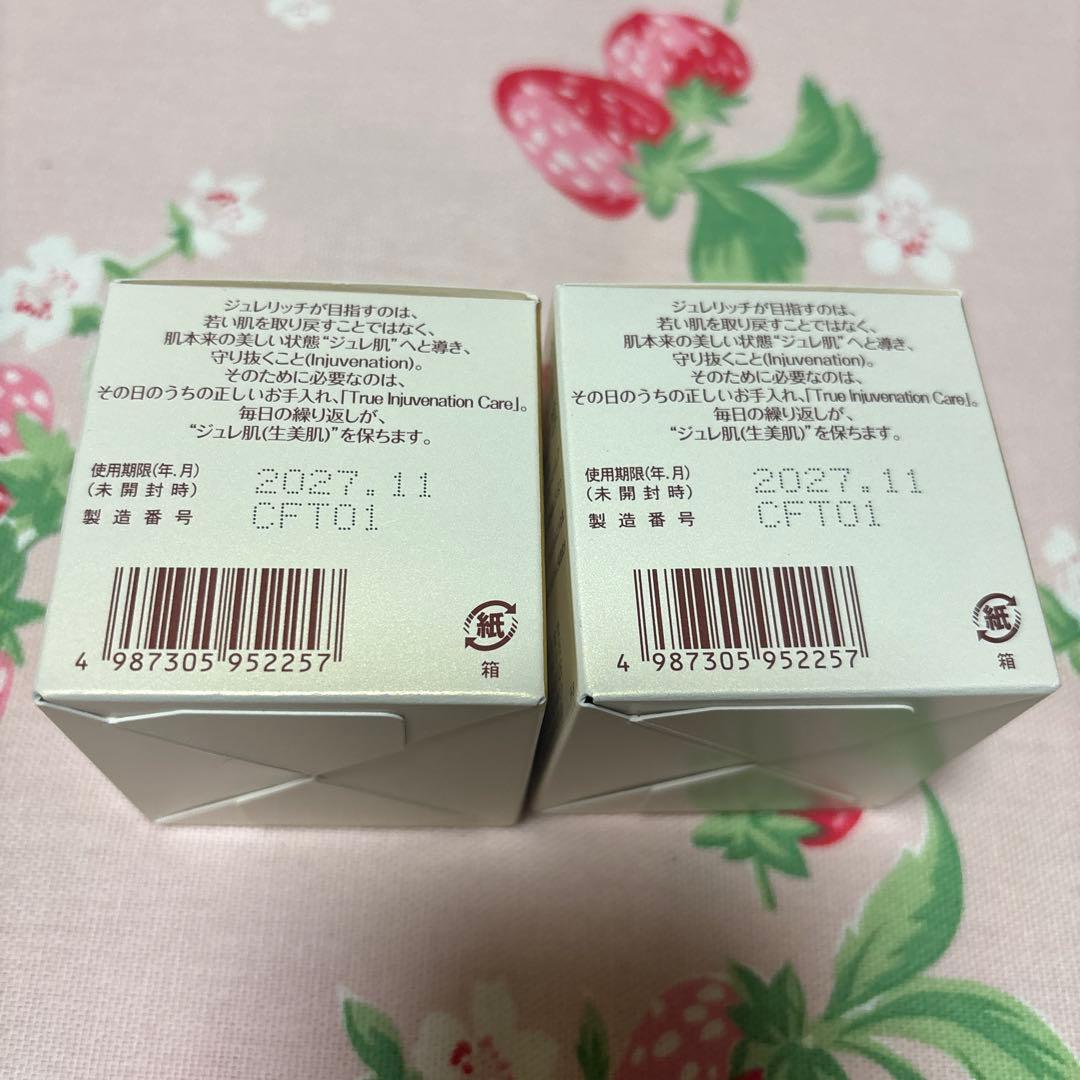 ジュレリッチが目指すのは、
若い肌を取り戻すことではなく、
肌本来の美しい状態“ジュレ肌”へと導き、
守り抜くこと(Injuvenation)。
そのために必要なのは、
その日のうちの正しいお手入れ、「True Injuvenation Care」。
毎日の繰り返しが、
“ジュレ肌(生美肌)”を保ちます。
使用期限(年.月) 2027.11
(未開封時)
製造番号 CFT01
4 987305 952257
紙
箱
ジュレリッチが目指すのは、
若い肌を取り戻すことではなく、
肌本来の美しい状態“ジュレ肌”へと導き、
守り抜くこと(Injuvenation)。
そのために必要なのは、
その日のうちの正しいお手入れ、「True Injuvenation Care」。
毎日の繰り返しが、
“ジュレ肌(生美肌)”を保ちます。
使用期限(年.月) 2027.11
(未開封時)
製造番号 CFT01
4 987305 952257
紙
箱